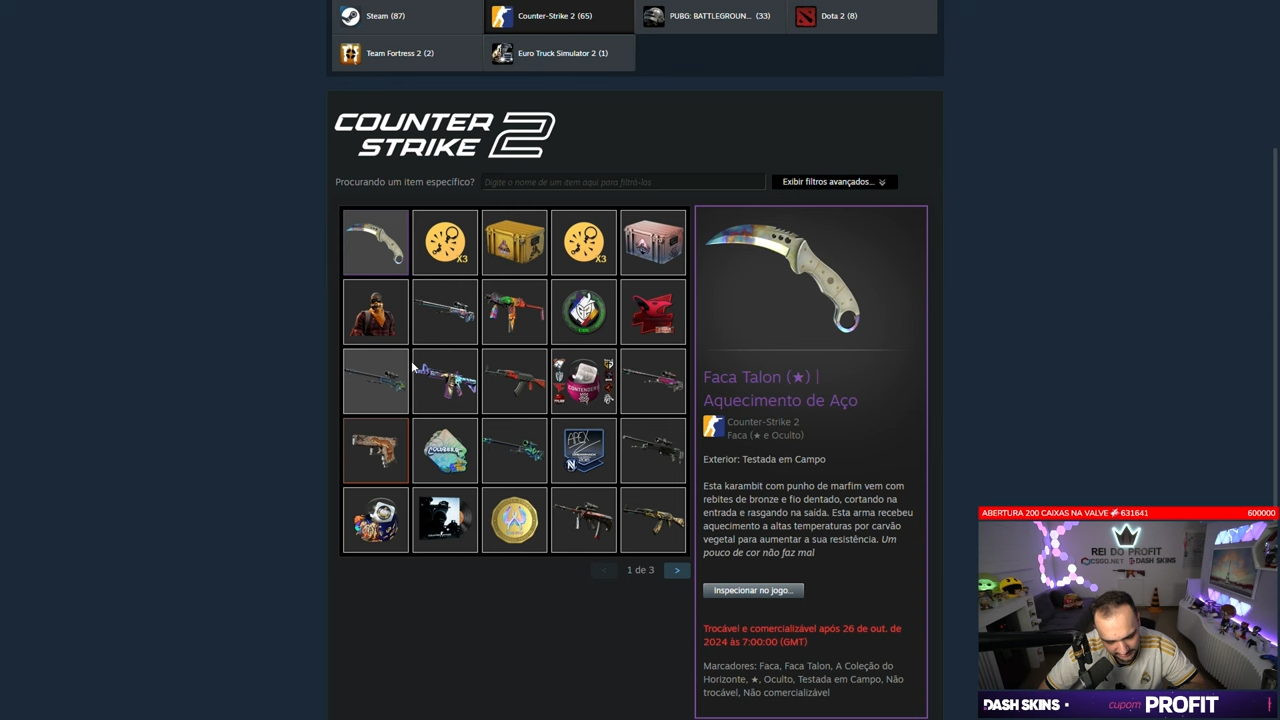 Steam (87)
Counter-Strike 2 (65)
PUBG: BATTLEGROUN... (33)
Dota 2 (8)
Team Fortress 2 (2)
Euro Truck Simulator 2 (1)
COUNTER
STRIKE 2
Procurando um item específico?
Digite o nome de um item aqui para filtrá-los
Exibir filtros avançados...
X3
X3
CONTENDERS
COLDZERA
APEX
< 1 de 3 >
Faca Talon (★) |
Aquecimento de Aço
Counter-Strike 2
Faca (★ e Oculto)
Exterior: Testada em Campo
Esta karambit com punho de marfim vem com
rebites de bronze e fio dentado, cortando na
entrada e rasgando na saída. Esta arma recebeu
aquecimento a altas temperaturas por carvão
vegetal para aumentar a sua resistência. Um
pouco de cor não faz mal
Inspecionar no jogo...
Trocável e comercializável após 26 de out. de
2024 às 7:00:00 (GMT)
Marcadores: Faca, Faca Talon, A Coleção do
Horizonte, ★, Oculto, Testada em Campo, Não
trocável, Não comercializável
ABERTURA 200 CAIXAS NA VALVE 631641
600000
REI DO PROFIT
CSGO.NET DASH SKINS
DASH SKINS
cupom PROFIT